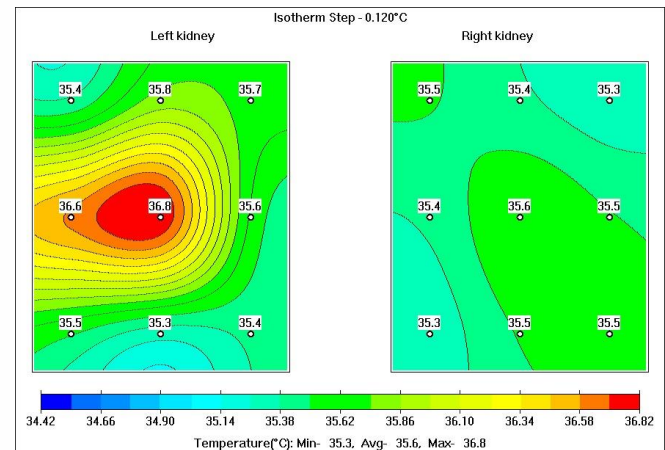 Isotherm Step - 0.120°C
Left kidney Right kidney
35.4 35.8 35.7 35.5 35.4 35.3
36.6 36.8 35.6 35.4 35.6 35.5
35.5 35.3 35.4 35.3 35.5 35.5
34.42 34.66 34.90 35.14 35.38 35.62 35.86 36.10 36.34 36.58 36.82
Temperature(°C): Min- 35.3, Avg- 35.6, Max- 36.8